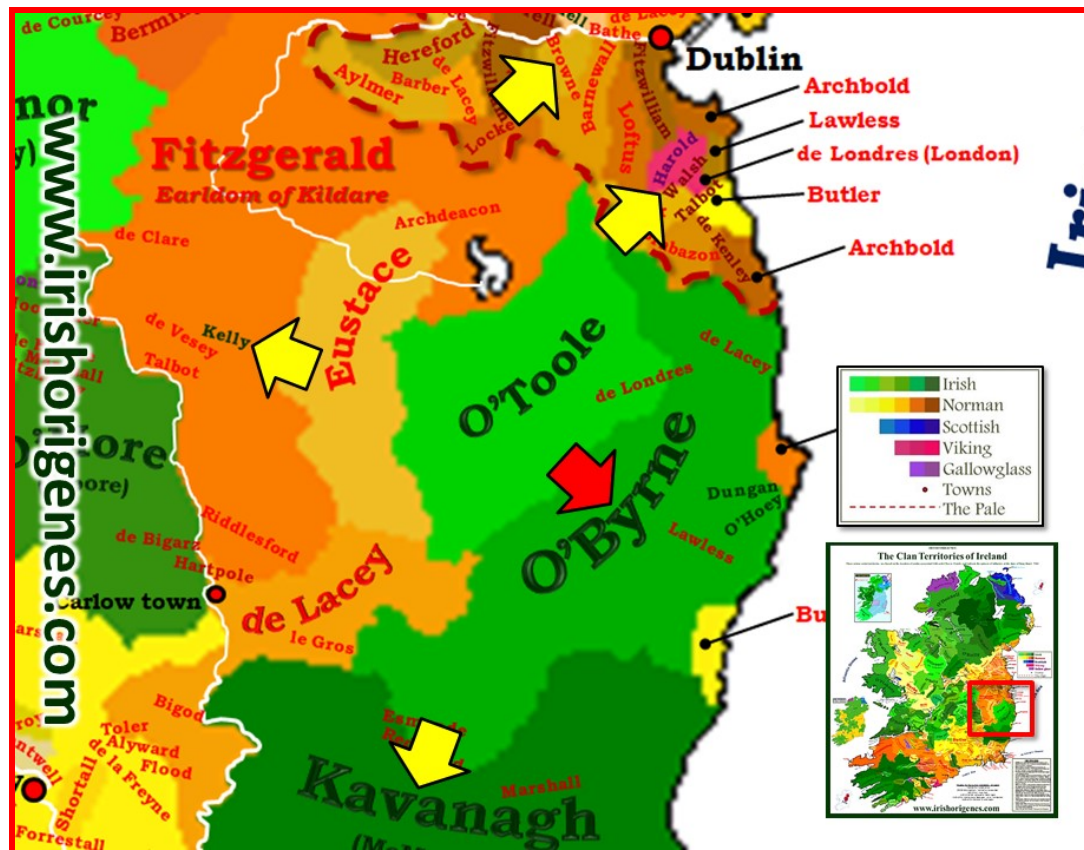 de Courcey
Bermin
de Lacey
Bathe
Dublin
Hereford
de Lacey
Barber
Aylmer
Locke
Browne
Barnewall
Loftus
Fitzwilliam
Harold
Walsh
Talbot
de Kenley
Archbold
Lawless
de Londres (London)
Butler
Archbold
nor
Fitzgerald
Earldom of Kildare
Archdeacon
de Clare
Eustace
de Vesey
Kelly
Talbot
O'Toole
de Lacey
de Londres
O'Byrne
Dungan
O'Hoey
Lawless
Riddlesford
de Bigarz
Hartpole
Carlow town
de Lacey
le Gros
Bigod
Toler
Alyward
de la Freyne
Flood
Shortall
Forrestall
Kavanagh
Marshall
www.irishorigenes.com
Irish
Norman
Scottish
Viking
Gallowglass
Towns
The Pale
The Clan Territories of Ireland
www.irishorigenes.com